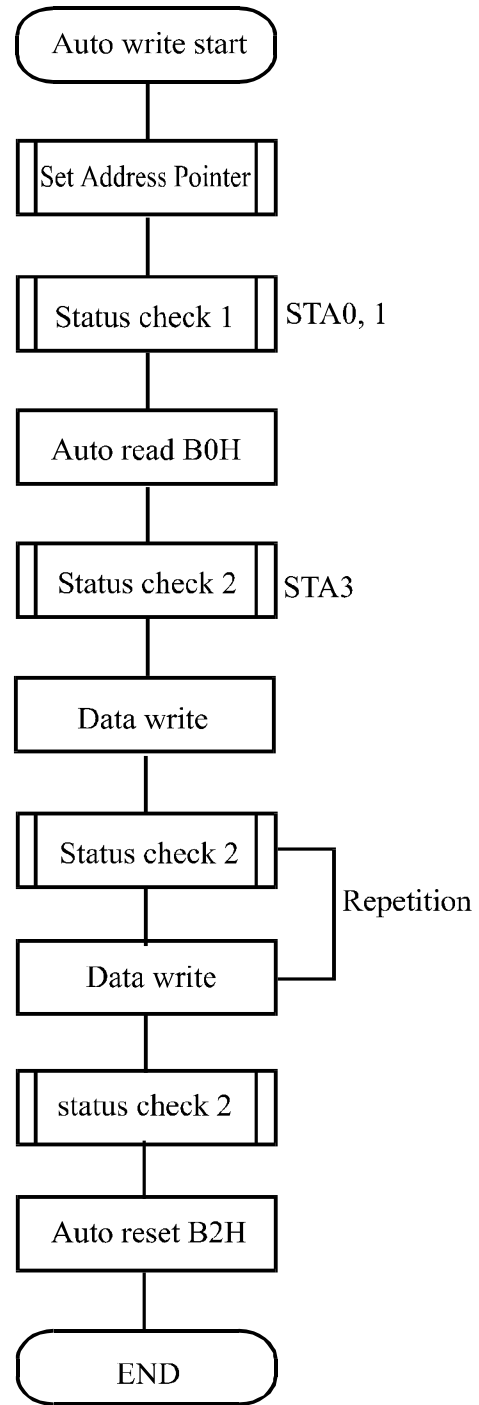 Auto write start
Set Address Pointer
Status check 1
STA0, 1
Auto read B0H
Status check 2
STA3
Data write
Status check 2
Repetition
Data write
status check 2
Auto reset B2H
END